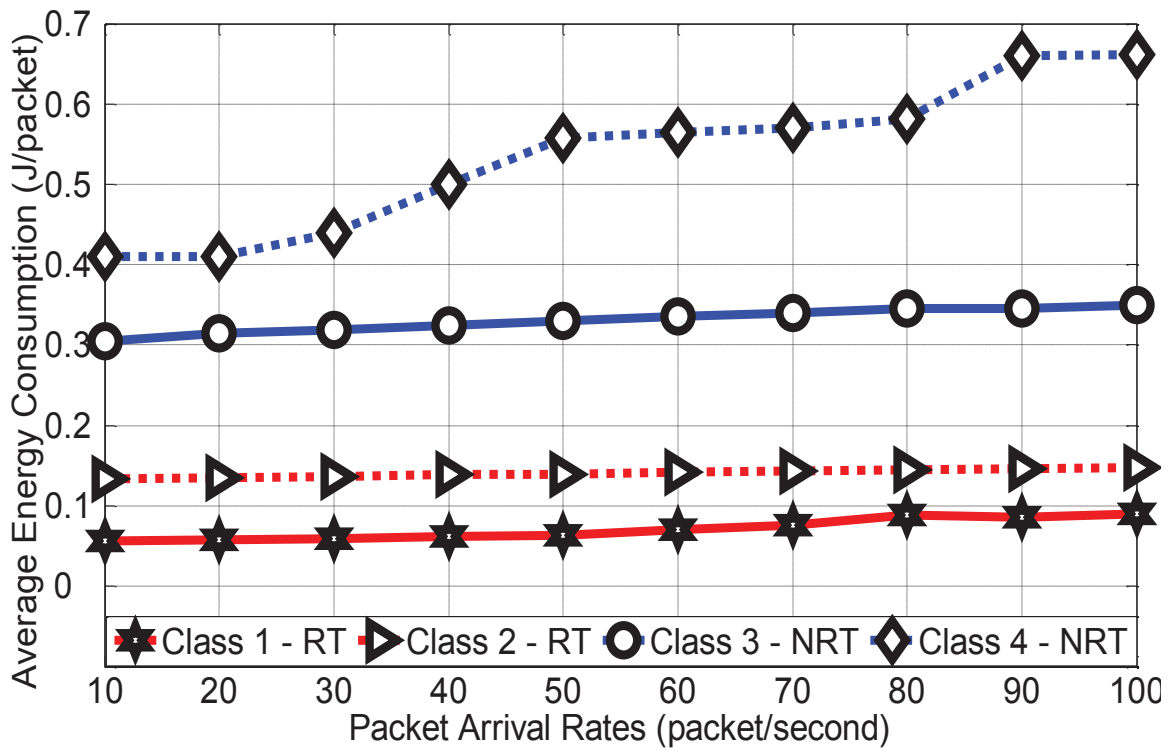 Average Energy Consumption (J/packet)
0.7
0.6
0.5
0.4
0.3
0.2
0.1
0
Class 1 - RT Class 2 - RT Class 3 - NRT Class 4 - NRT
10 20 30 40 50 60 70 80 90 100
Packet Arrival Rates (packet/second)